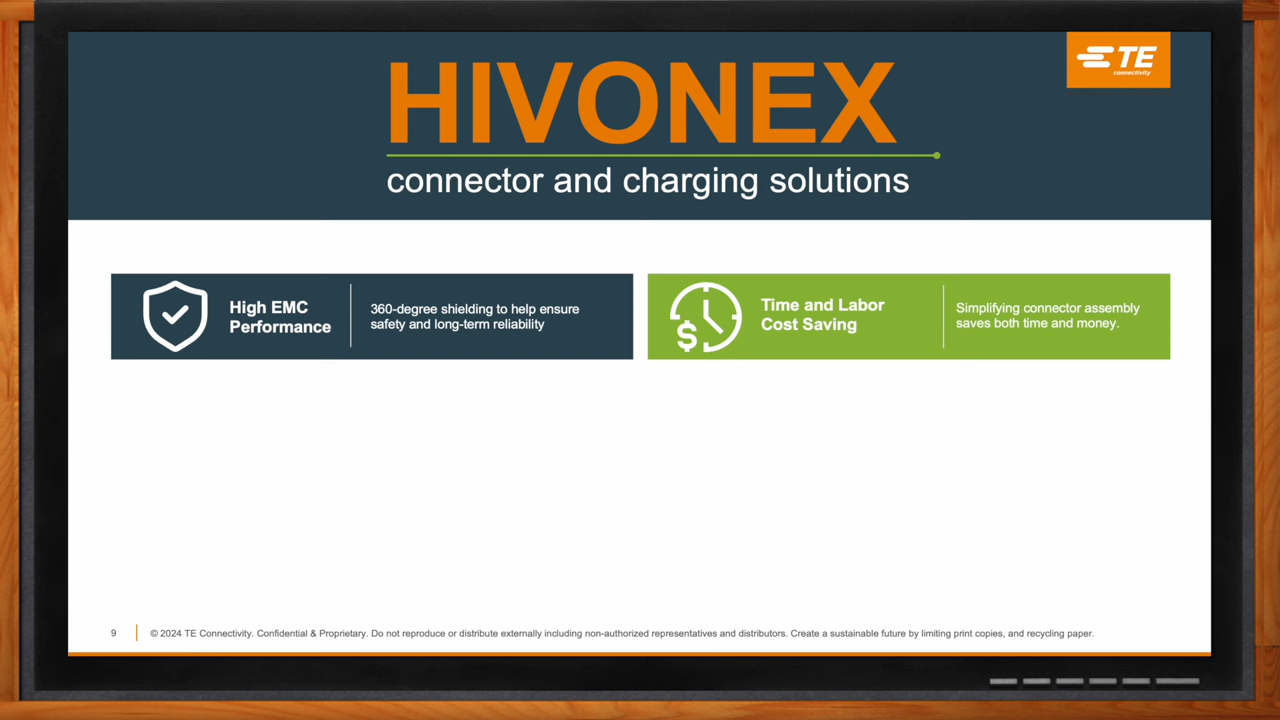 HIVONEX
TE
connectivity
connector and charging solutions
High EMC
Performance
360-degree shielding to help ensure
safety and long-term reliability
$
Time and Labor
Cost Saving
Simplifying connector assembly
saves both time and money.
9
© 2024 TE Connectivity. Confidential & Proprietary. Do not reproduce or distribute externally including non-authorized representatives and distributors. Create a sustainable future by limiting print copies, and recycling paper.